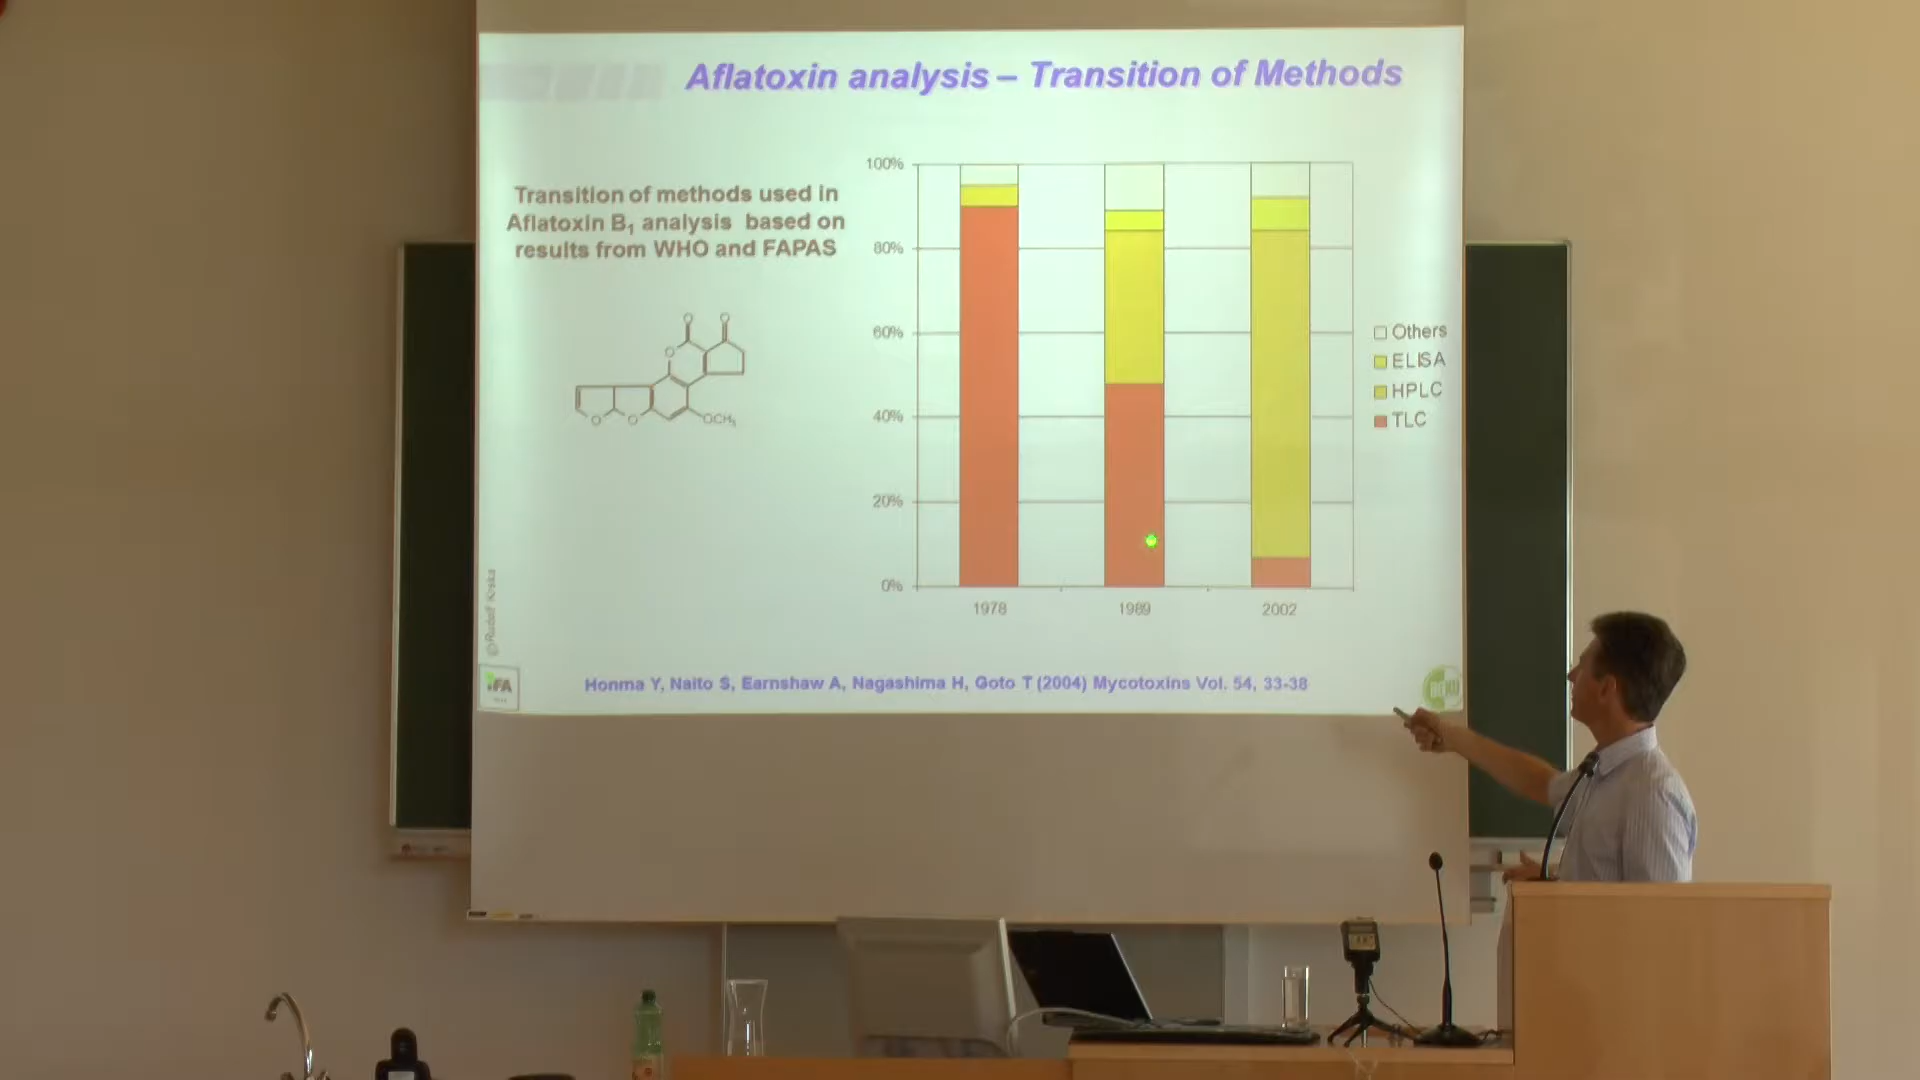 Aflatoxin analysis – Transition of Methods
Transition of methods used in
Aflatoxin B₁ analysis based on
results from WHO and FAPAS
O
O
O
O
O
OCH₃
100%
80%
60%
40%
20%
0%
1978
1989
2002
Others
ELISA
HPLC
TLC
© Rudolf Krska
iFA
Honma Y, Naito S, Earnshaw A, Nagashima H, Goto T (2004) Mycotoxins Vol. 54, 33-38